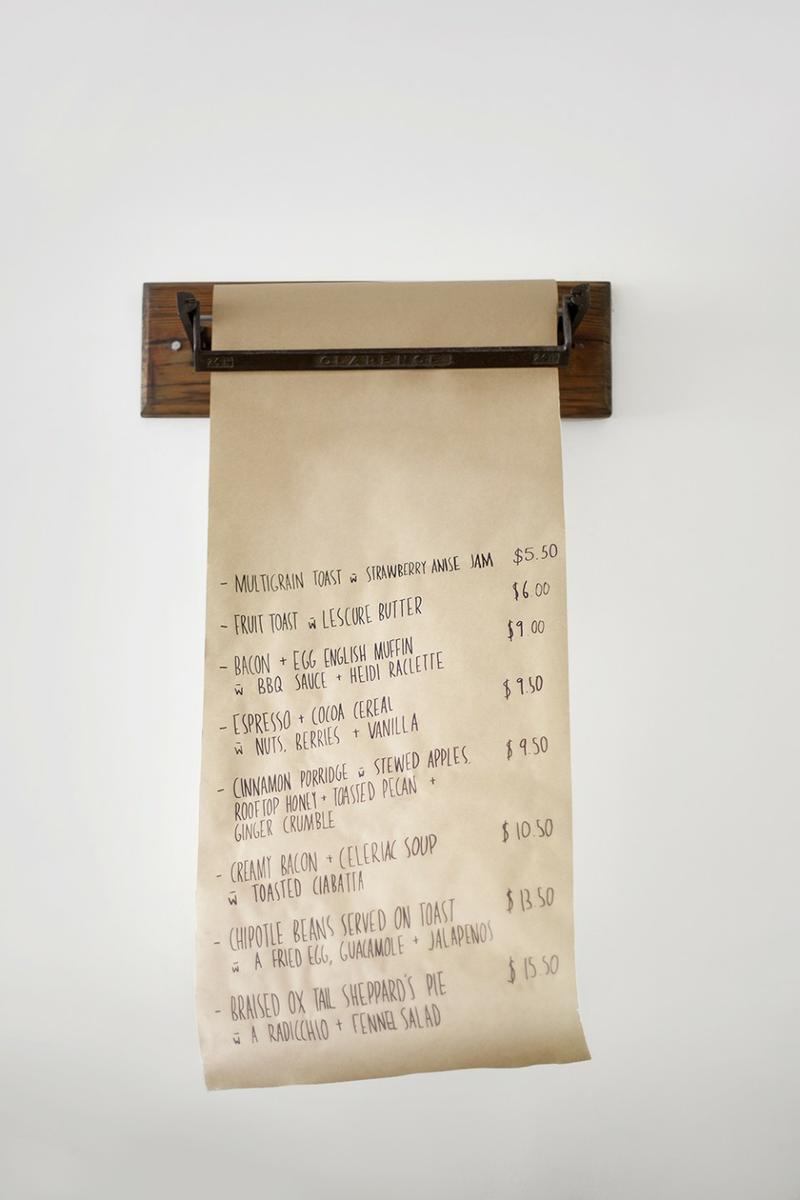 CLARENCE
- MULTIGRAIN TOAST w̄ STRAWBERRY ANISE JAM $5.50
- FRUIT TOAST w̄ LESCURE BUTTER $6.00
- BACON + EGG ENGLISH MUFFIN $9.00
w̄ BBQ SAUCE + HEIDI RACLETTE
- ESPRESSO + COCOA CEREAL $9.50
w̄ NUTS, BERRIES + VANILLA
- CINNAMON PORRIDGE w̄ STEWED APPLES, $9.50
ROOFTOP HONEY + TOASTED PECAN +
GINGER CRUMBLE
- CREAMY BACON + CELERIAC SOUP $10.50
w̄ TOASTED CIABATTA
- CHIPOTLE BEANS SERVED ON TOAST $13.50
w̄ A FRIED EGG, GUACAMOLE + JALAPENOS
- BRAISED OX TAIL SHEPPARD'S PIE $15.50
w̄ A RADICCHIO + FENNEL SALAD